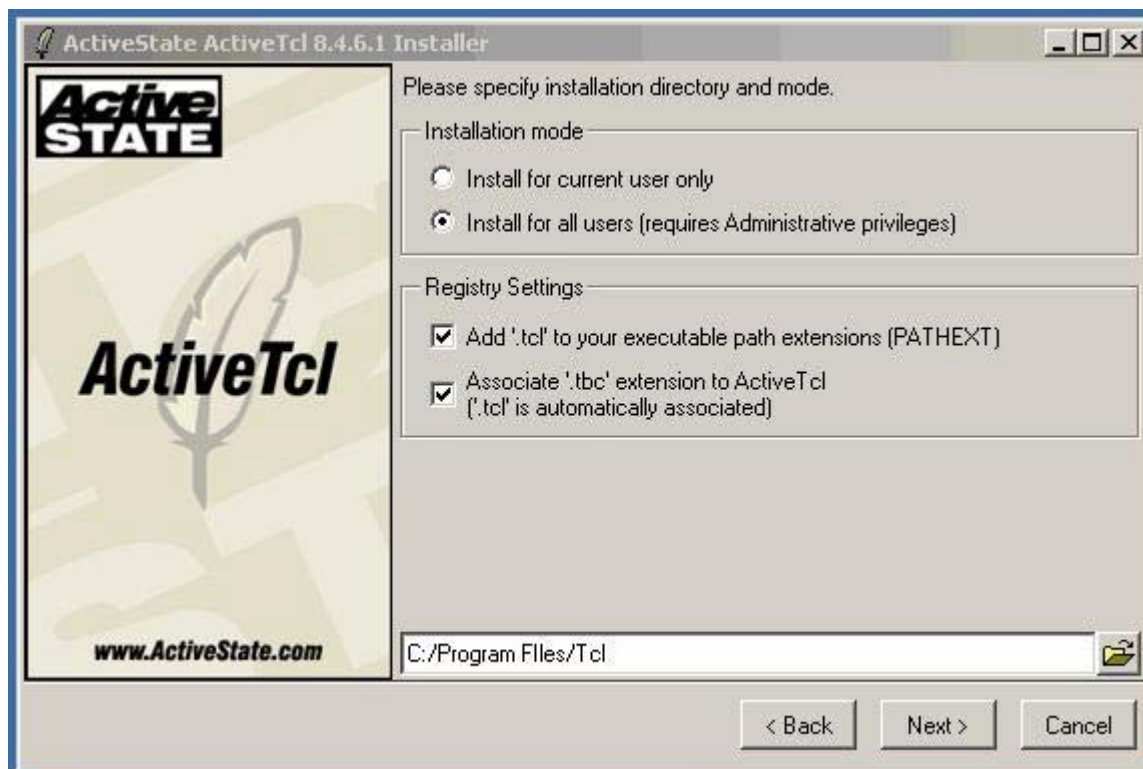 ActiveState ActiveTcl 8.4.6.1 Installer
Active
STATE
Please specify installation directory and mode.
Installation mode
Install for current user only
Install for all users (requires Administrative privileges)
Registry Settings
Add '.tcl' to your executable path extensions (PATHEXT)
Associate '.tbc' extension to ActiveTcl
('.tcl' is automatically associated)
ActiveTcl
www.ActiveState.com
C:/Program FIles/Tcl
< Back
Next >
Cancel